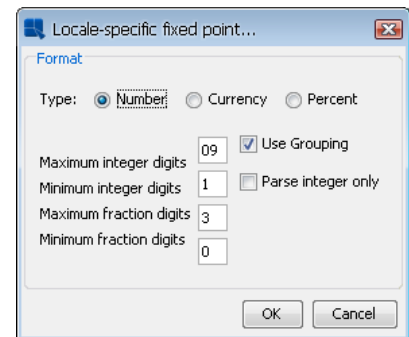 Locale-specific fixed point...
Format
Type: Number Currency Percent
Maximum integer digits 09 Use Grouping
Minimum integer digits 1 Parse integer only
Maximum fraction digits 3
Minimum fraction digits 0
OK Cancel